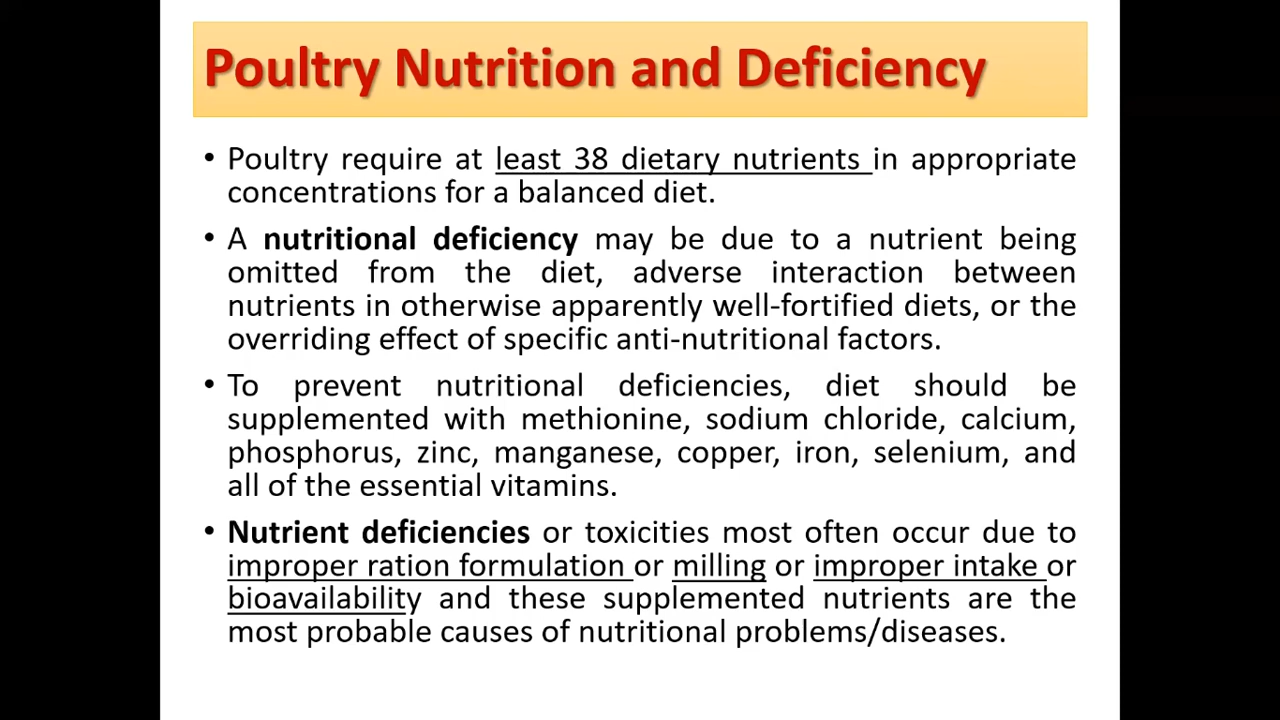 Poultry Nutrition and Deficiency
• Poultry require at least 38 dietary nutrients in appropriate
concentrations for a balanced diet.
• A nutritional deficiency may be due to a nutrient being
omitted from the diet, adverse interaction between
nutrients in otherwise apparently well-fortified diets, or the
overriding effect of specific anti-nutritional factors.
• To prevent nutritional deficiencies, diet should be
supplemented with methionine, sodium chloride, calcium,
phosphorus, zinc, manganese, copper, iron, selenium, and
all of the essential vitamins.
• Nutrient deficiencies or toxicities most often occur due to
improper ration formulation or milling or improper intake or
bioavailability and these supplemented nutrients are the
most probable causes of nutritional problems/diseases.